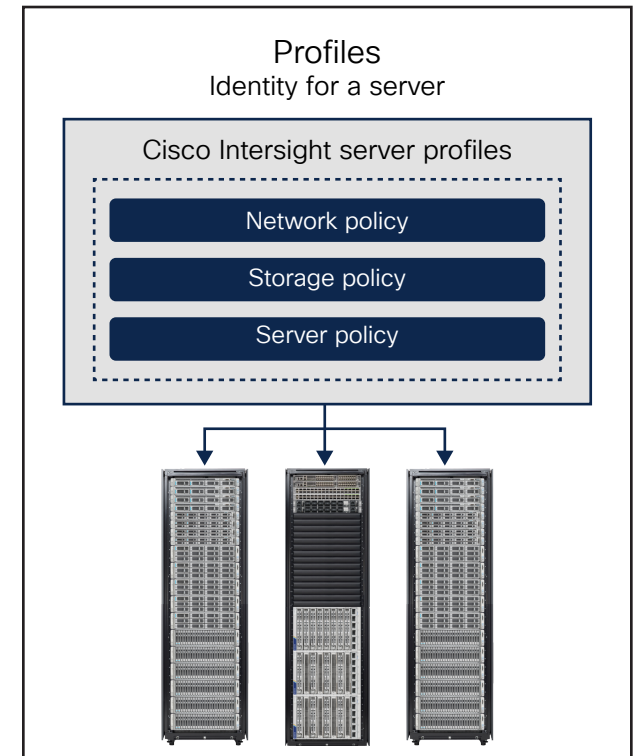 Profiles
Identity for a server
Cisco Intersight server profiles
Network policy
Storage policy
Server policy